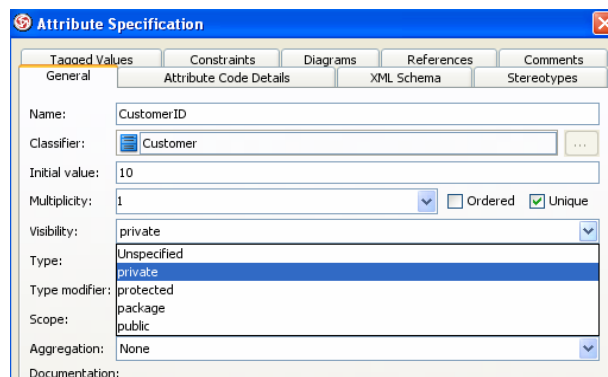 Attribute Specification
Tagged Values Constraints Diagrams References Comments
General Attribute Code Details XML Schema Stereotypes
Name: CustomerID
Classifier: Customer ...
Initial value: 10
Multiplicity: 1 Ordered Unique
Visibility: private
Type: Unspecified
private
Type modifier: protected
package
Scope: public
Aggregation: None
Documentation: